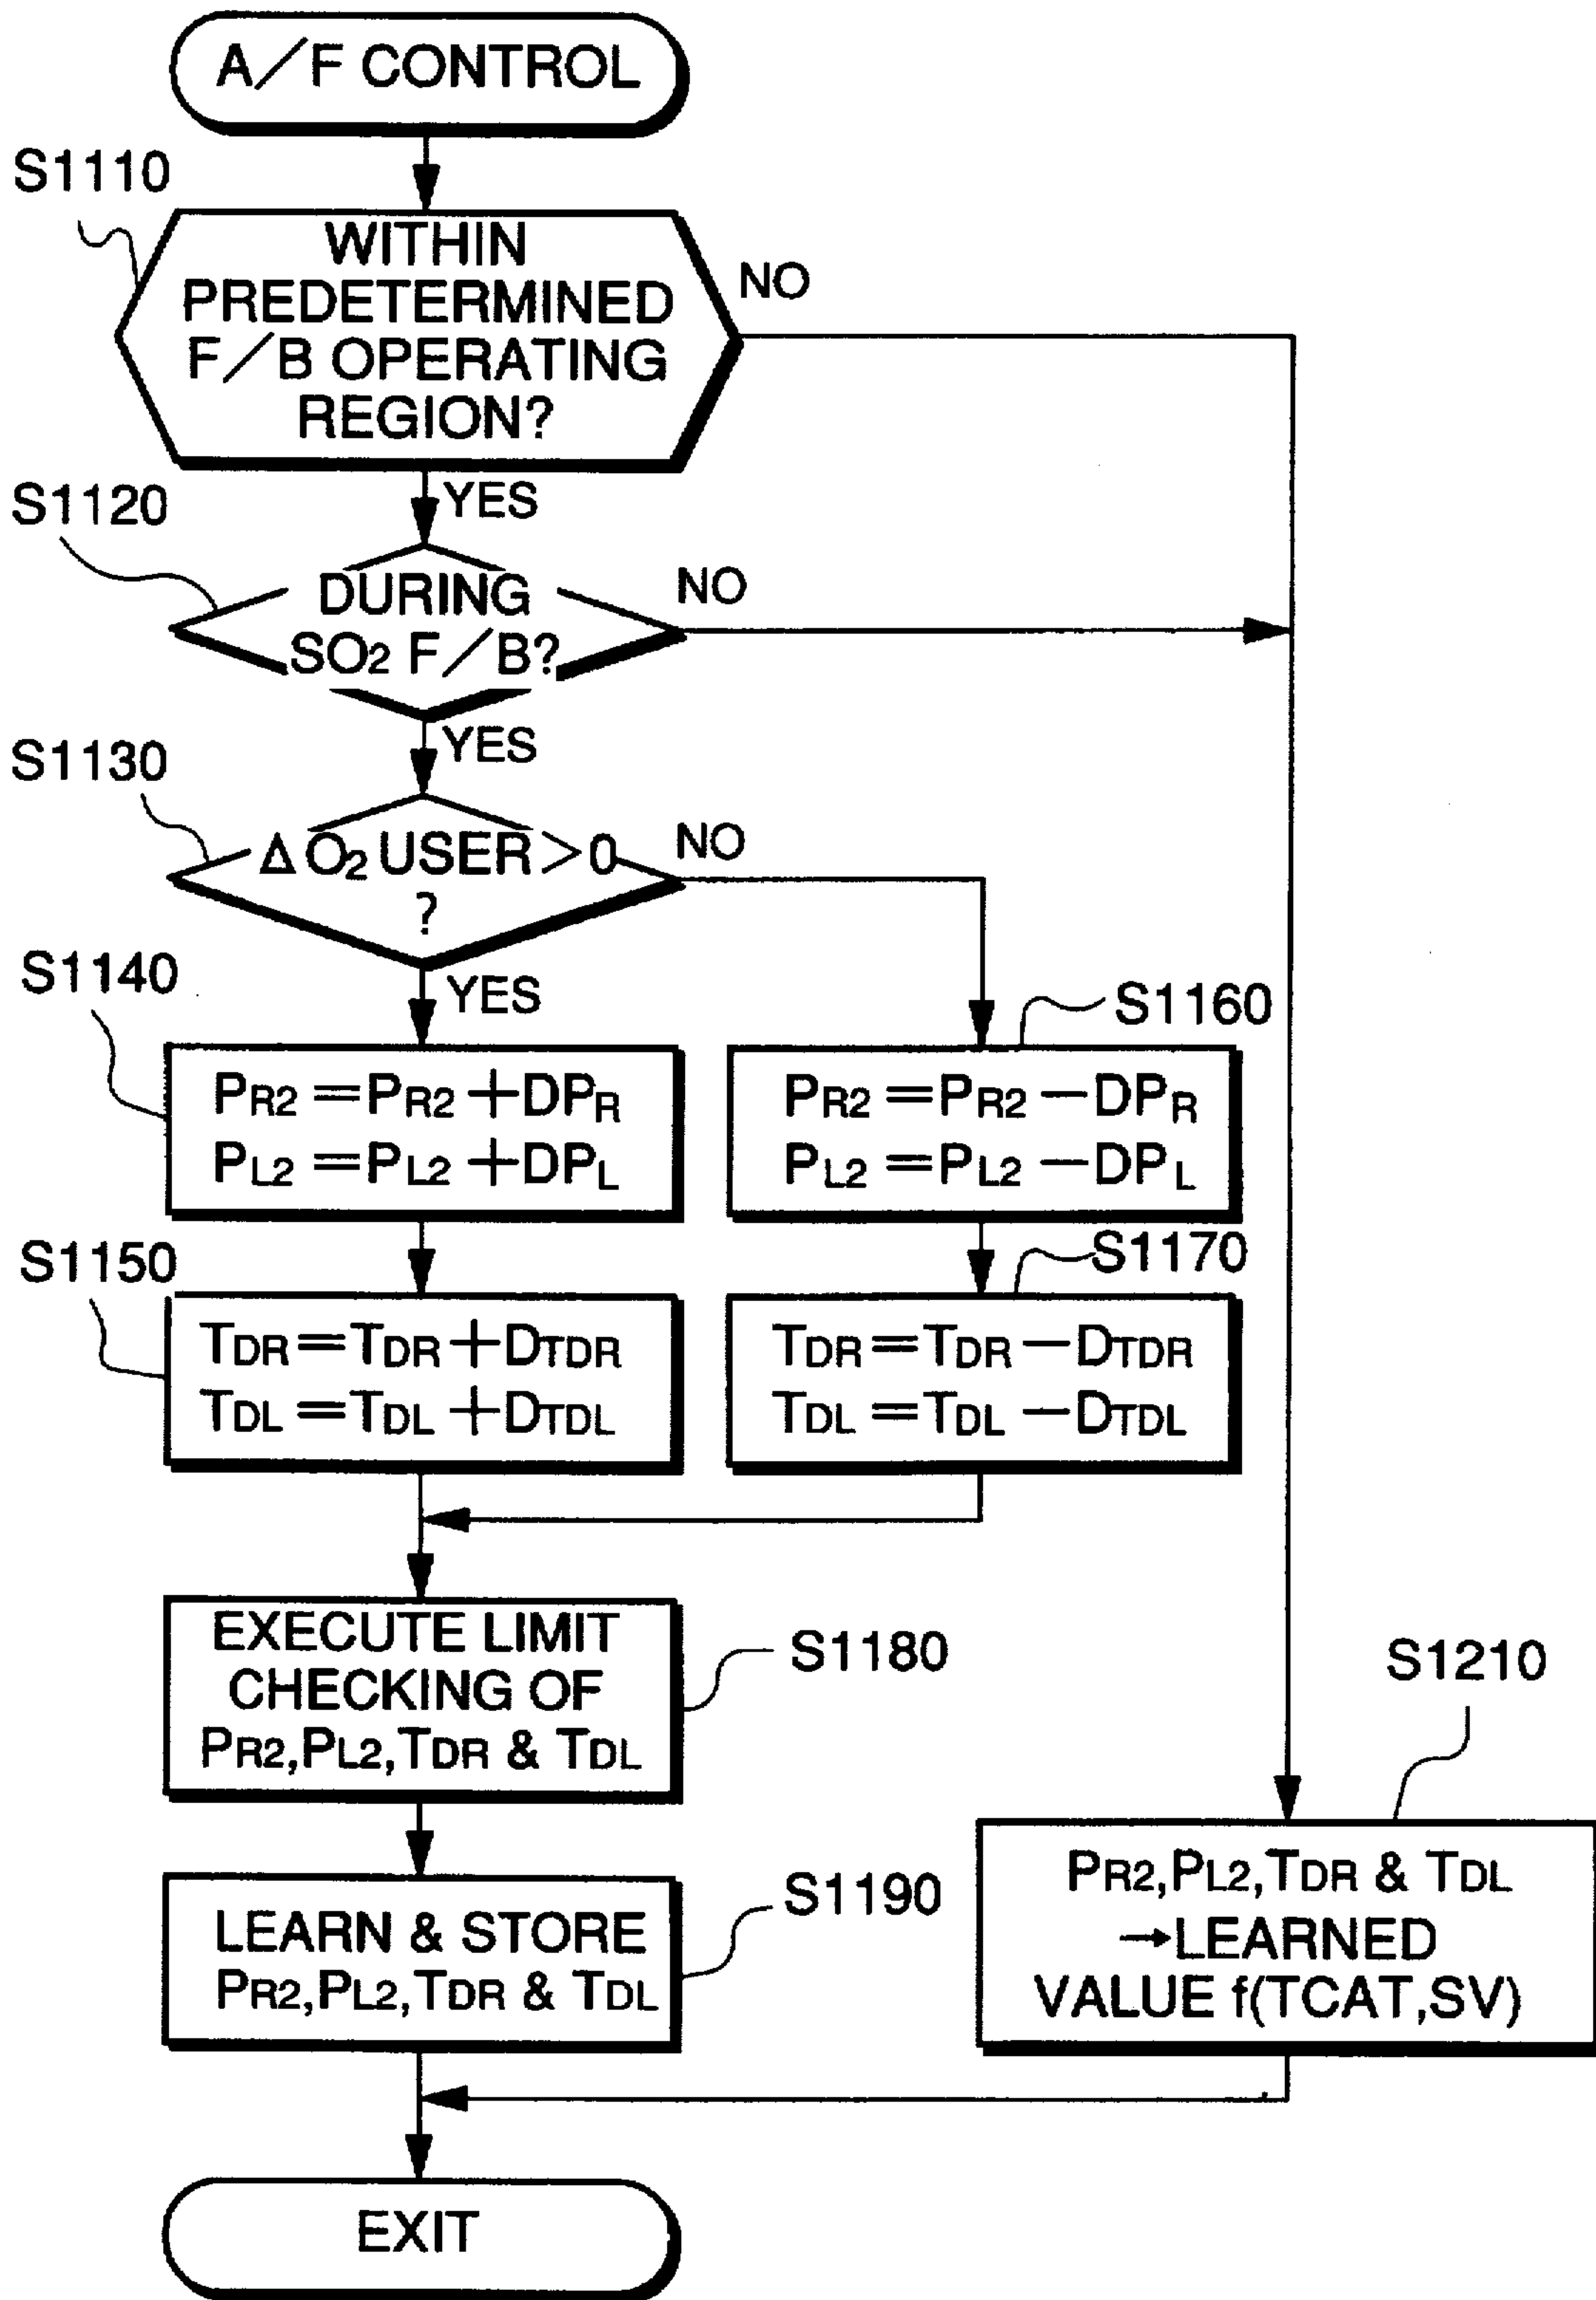 A/F CONTROL
S1110
WITHIN
PREDETERMINED
F/B OPERATING
REGION?
NO
YES
S1120
DURING
SO2 F/B?
NO
YES
S1130
Δ O2 USER >0
?
NO
YES
S1140
PR2 = PR2 + DPR
PL2 = PL2 + DPL
S1160
PR2 = PR2 − DPR
PL2 = PL2 − DPL
S1150
TDR = TDR + DTDR
TDL = TDL + DTDL
S1170
TDR = TDR − DTDR
TDL = TDL − DTDL
EXECUTE LIMIT
CHECKING OF
PR2,PL2,TDR & TDL
S1180
S1210
PR2,PL2,TDR & TDL
→LEARNED
VALUE f(TCAT,SV)
S1190
LEARN & STORE
PR2,PL2,TDR & TDL
EXIT